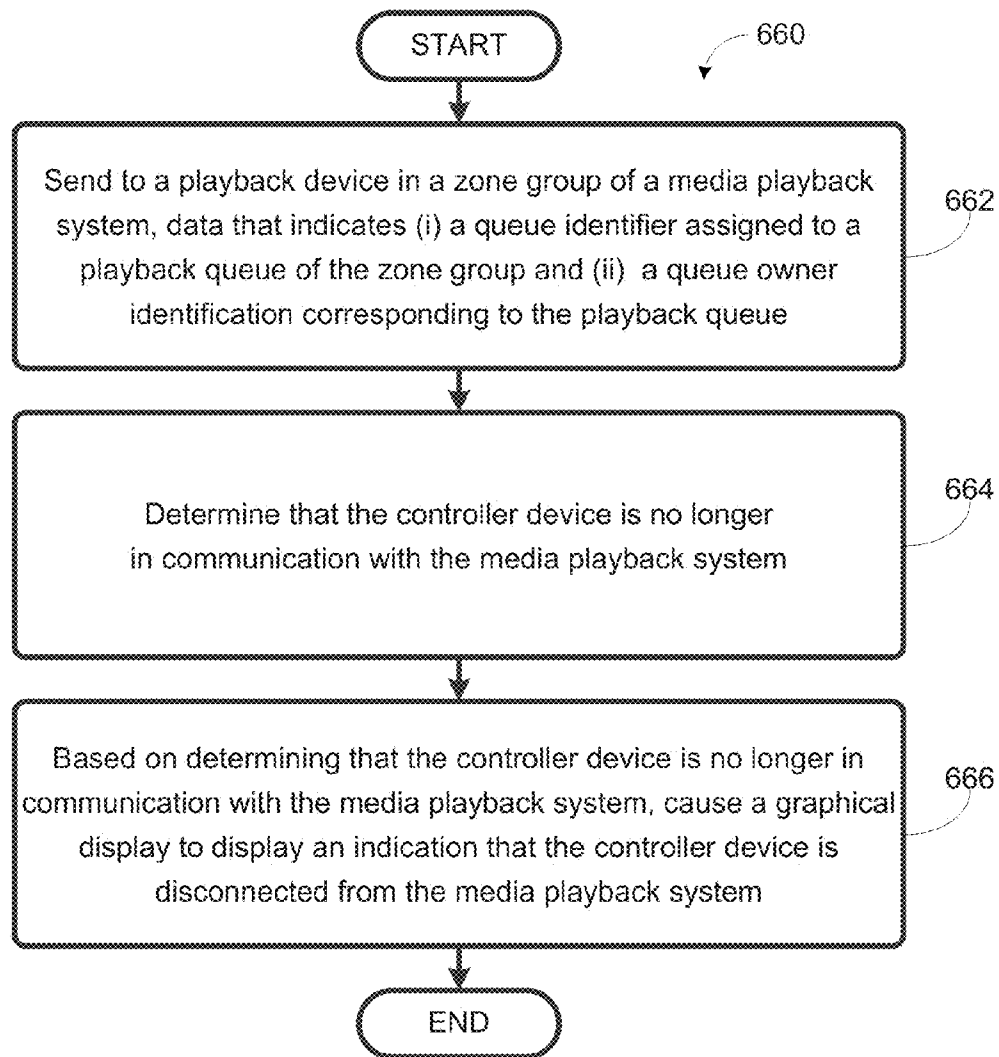 START
660
Send to a playback device in a zone group of a media playback
system, data that indicates (i) a queue identifier assigned to a
playback queue of the zone group and (ii) a queue owner
identification corresponding to the playback queue
662
Determine that the controller device is no longer
in communication with the media playback system
664
Based on determining that the controller device is no longer in
communication with the media playback system, cause a graphical
display to display an indication that the controller device is
disconnected from the media playback system
666
END